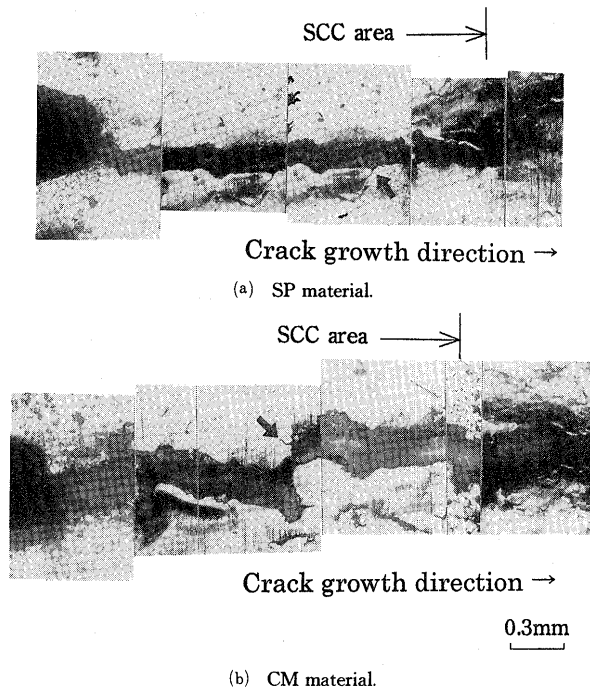 SCC area
Crack growth direction →
(a) SP material.
SCC area
Crack growth direction →
0.3mm
(b) CM material.